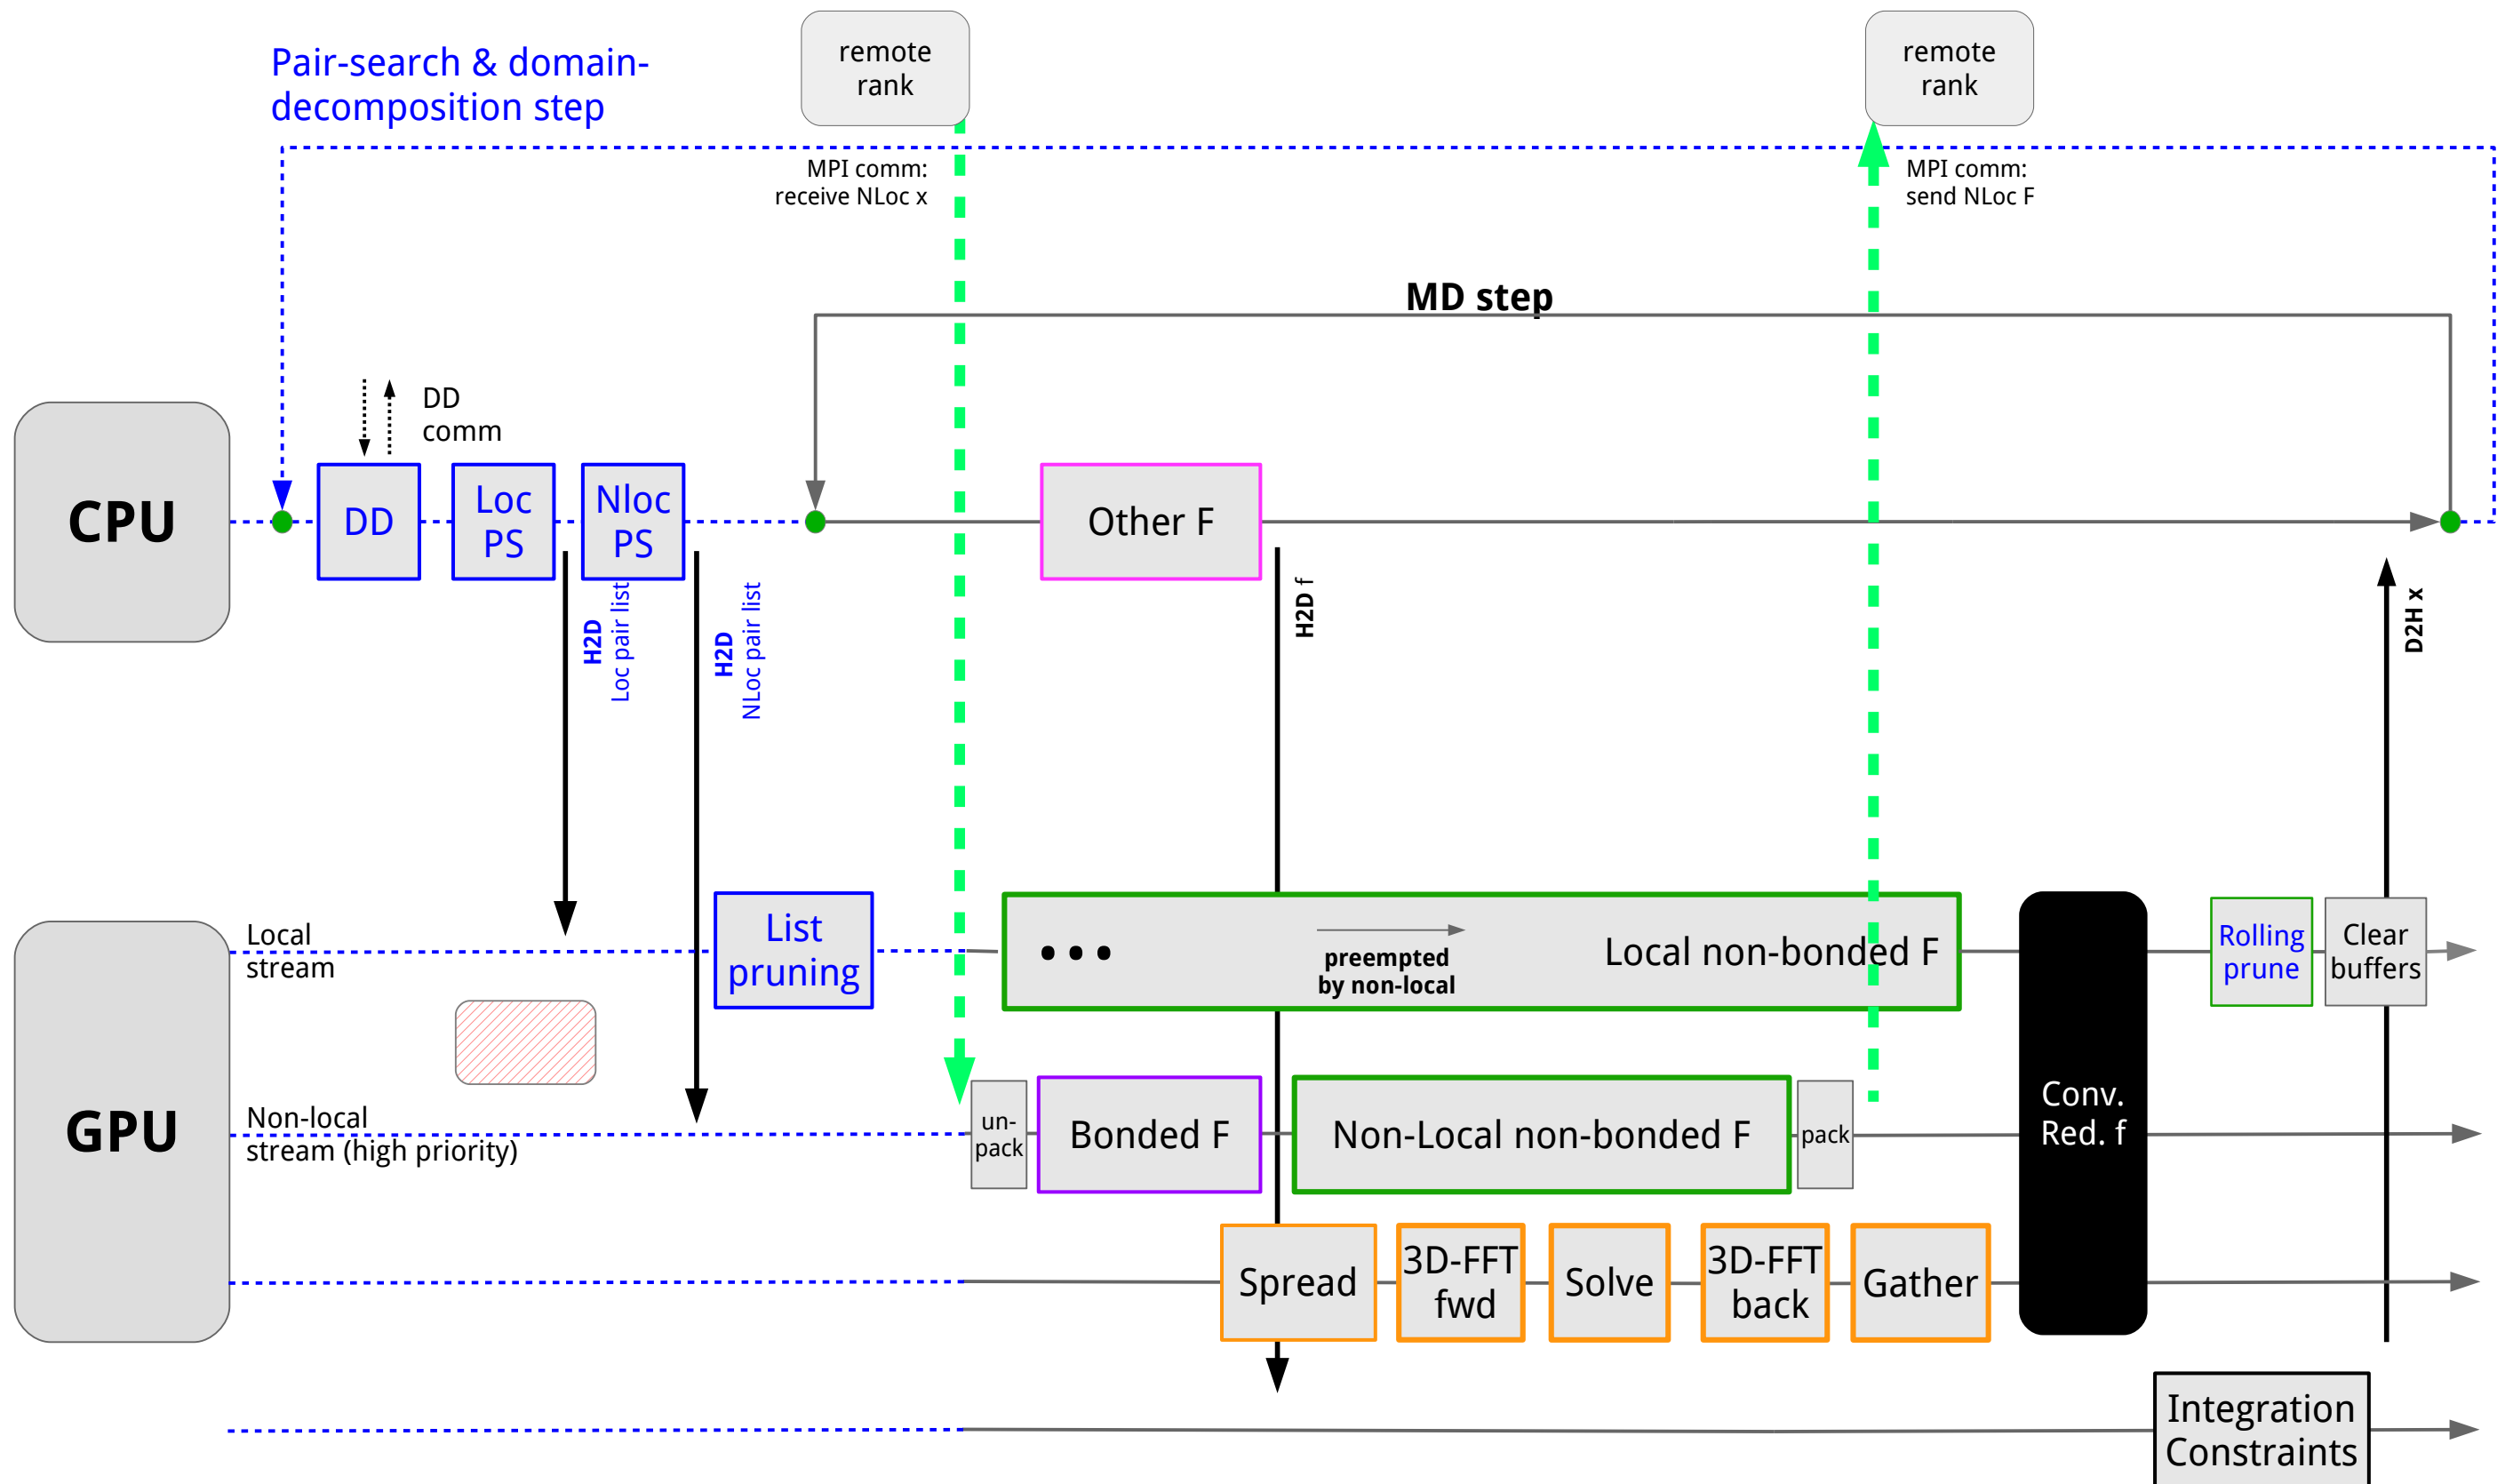 remote
rank
remote
rank
Pair-search & domain-
decomposition step
MPI comm:
receive NLoc x
MPI comm:
send NLoc F
MD step
DD
comm
CPU
DD
Loc
PS
Nloc
PS
Other F
H2D
Loc pair list
H2D
NLoc pair list
H2D f
D2H x
GPU
Local
stream
List
pruning
...
preempted
by non-local
Local non-bonded F
Rolling
prune
Clear
buffers
Non-local
stream (high priority)
un-
pack
Bonded F
Non-Local non-bonded F
pack
Conv.
Red. f
Spread
3D-FFT
fwd
Solve
3D-FFT
back
Gather
Integration
Constraints